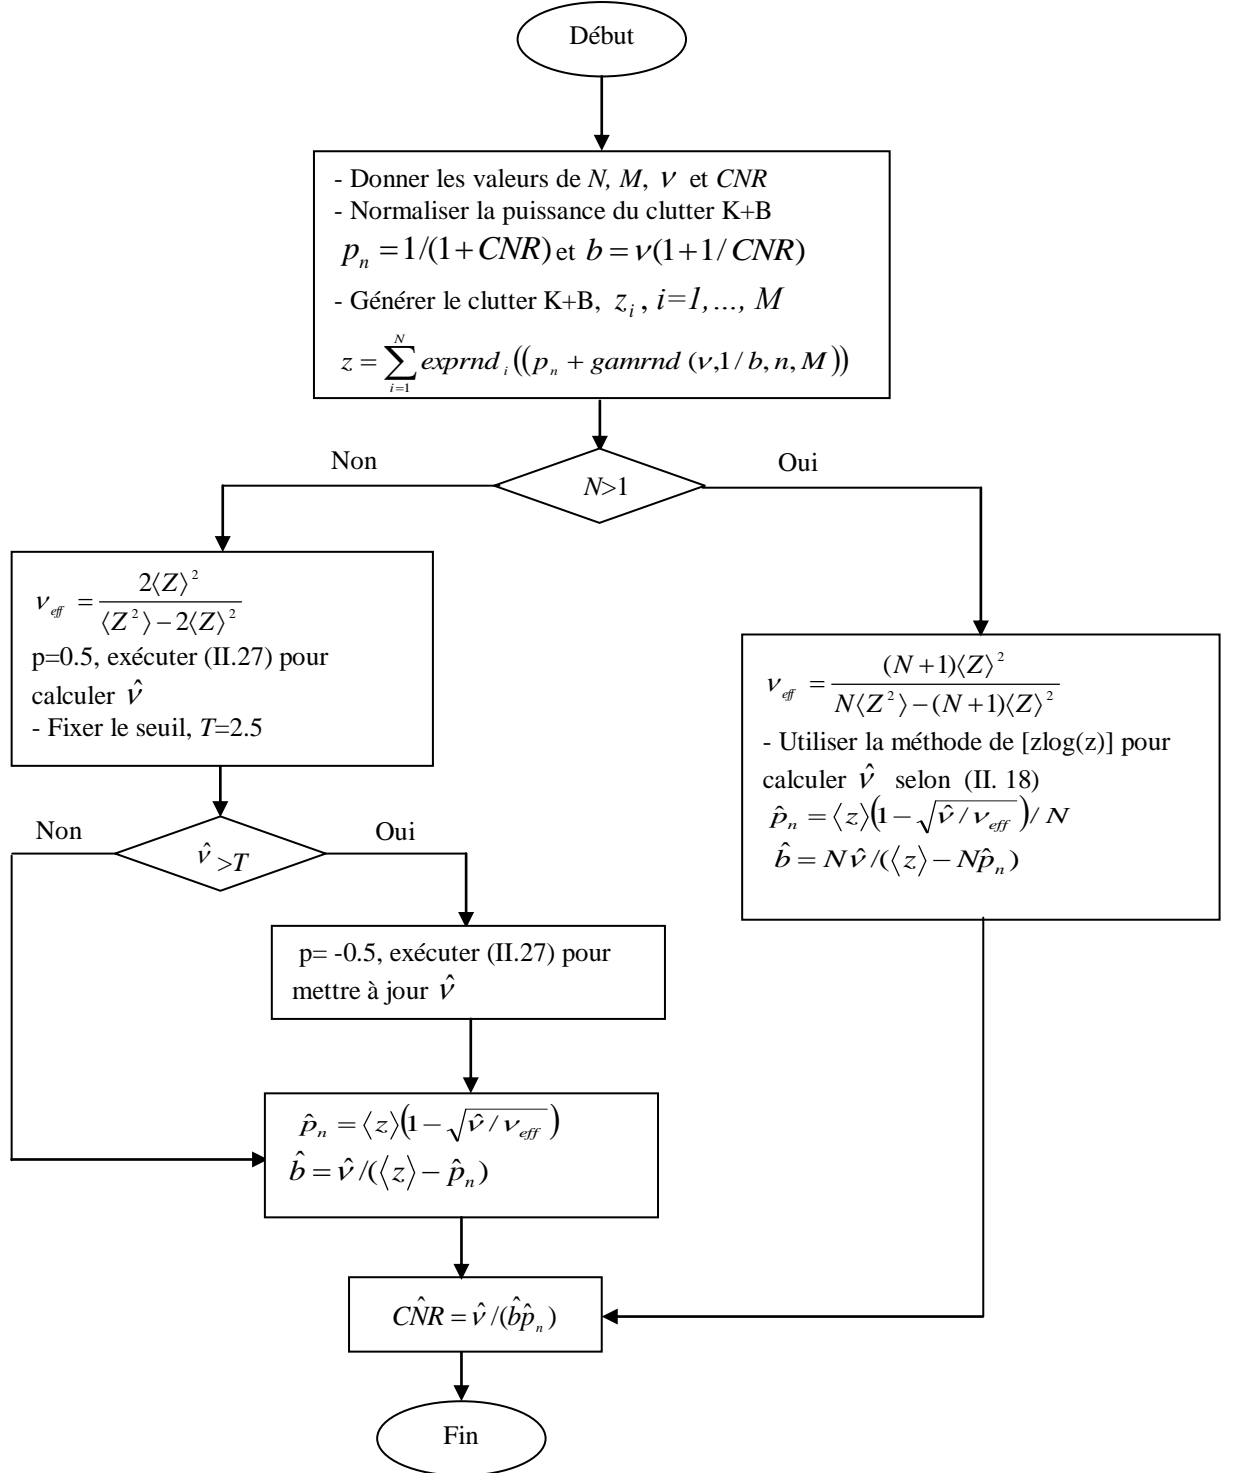 Début
- Donner les valeurs de N, M, ν et CNR
- Normaliser la puissance du clutter K+B
p_n = 1/(1+CNR) et b = ν(1+1/CNR)
- Générer le clutter K+B, z_i, i=1,..., M
z = \sum_{i=1}^{N} exprnd_i((p_n + gamrnd (ν,1/b, n, M))
N>1
Non
Oui
ν_eff = 2⟨Z⟩² / (⟨Z²⟩ − 2⟨Z⟩²)
p=0.5, exécuter (II.27) pour
calculer ν̂
- Fixer le seuil, T=2.5
ν_eff = (N+1)⟨Z⟩² / (N⟨Z²⟩ − (N+1)⟨Z⟩²)
- Utiliser la méthode de [zlog(z)] pour
calculer ν̂ selon (II. 18)
p̂_n = ⟨z⟩(1 − √(ν̂/ν_eff))/N
b̂ = Nν̂/(⟨z⟩ − Np̂_n)
ν̂ >T
Non
Oui
p= -0.5, exécuter (II.27) pour
mettre à jour ν̂
p̂_n = ⟨z⟩(1 − √(ν̂/ν_eff))
b̂ = ν̂/(⟨z⟩ − p̂_n)
CN̂R = ν̂/(b̂p̂_n)
Fin